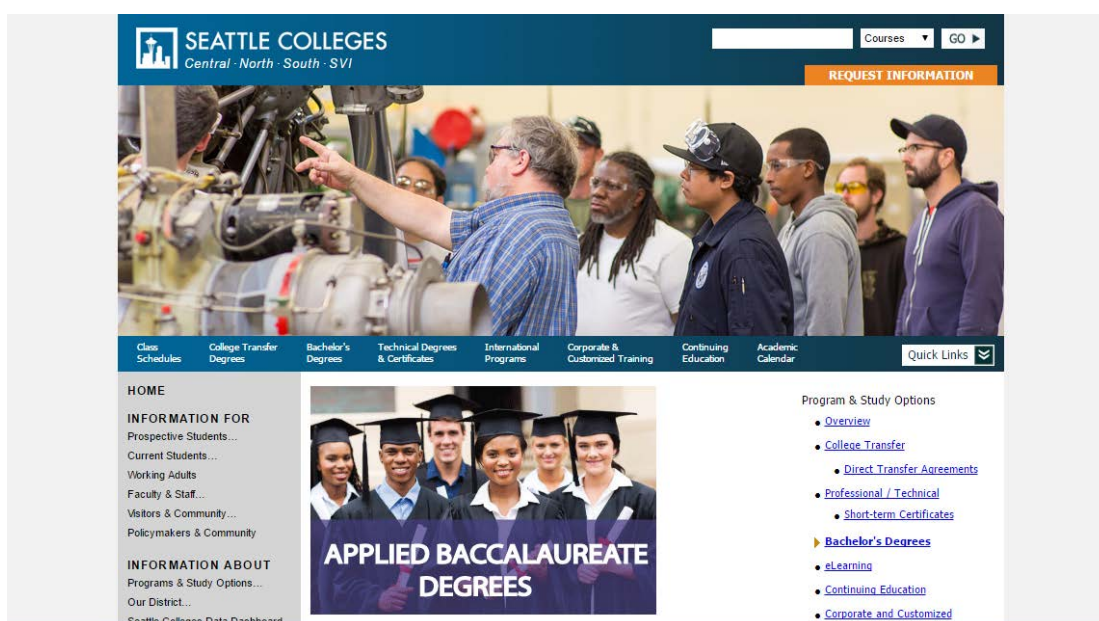 SEATTLE COLLEGES
Central · North · South · SVI
Courses
GO
REQUEST INFORMATION
Class Schedules
College Transfer Degrees
Bachelor's Degrees
Technical Degrees & Certificates
International Programs
Corporate & Customized Training
Continuing Education
Academic Calendar
Quick Links
HOME
INFORMATION FOR
Prospective Students...
Current Students...
Working Adults
Faculty & Staff...
Visitors & Community...
Policymakers & Community
INFORMATION ABOUT
Programs & Study Options...
Our District...
Seattle Colleges Data Dashboard
APPLIED BACCALAUREATE
DEGREES
Program & Study Options
Overview
College Transfer
Direct Transfer Agreements
Professional / Technical
Short-term Certificates
Bachelor's Degrees
eLearning
Continuing Education
Corporate and Customized